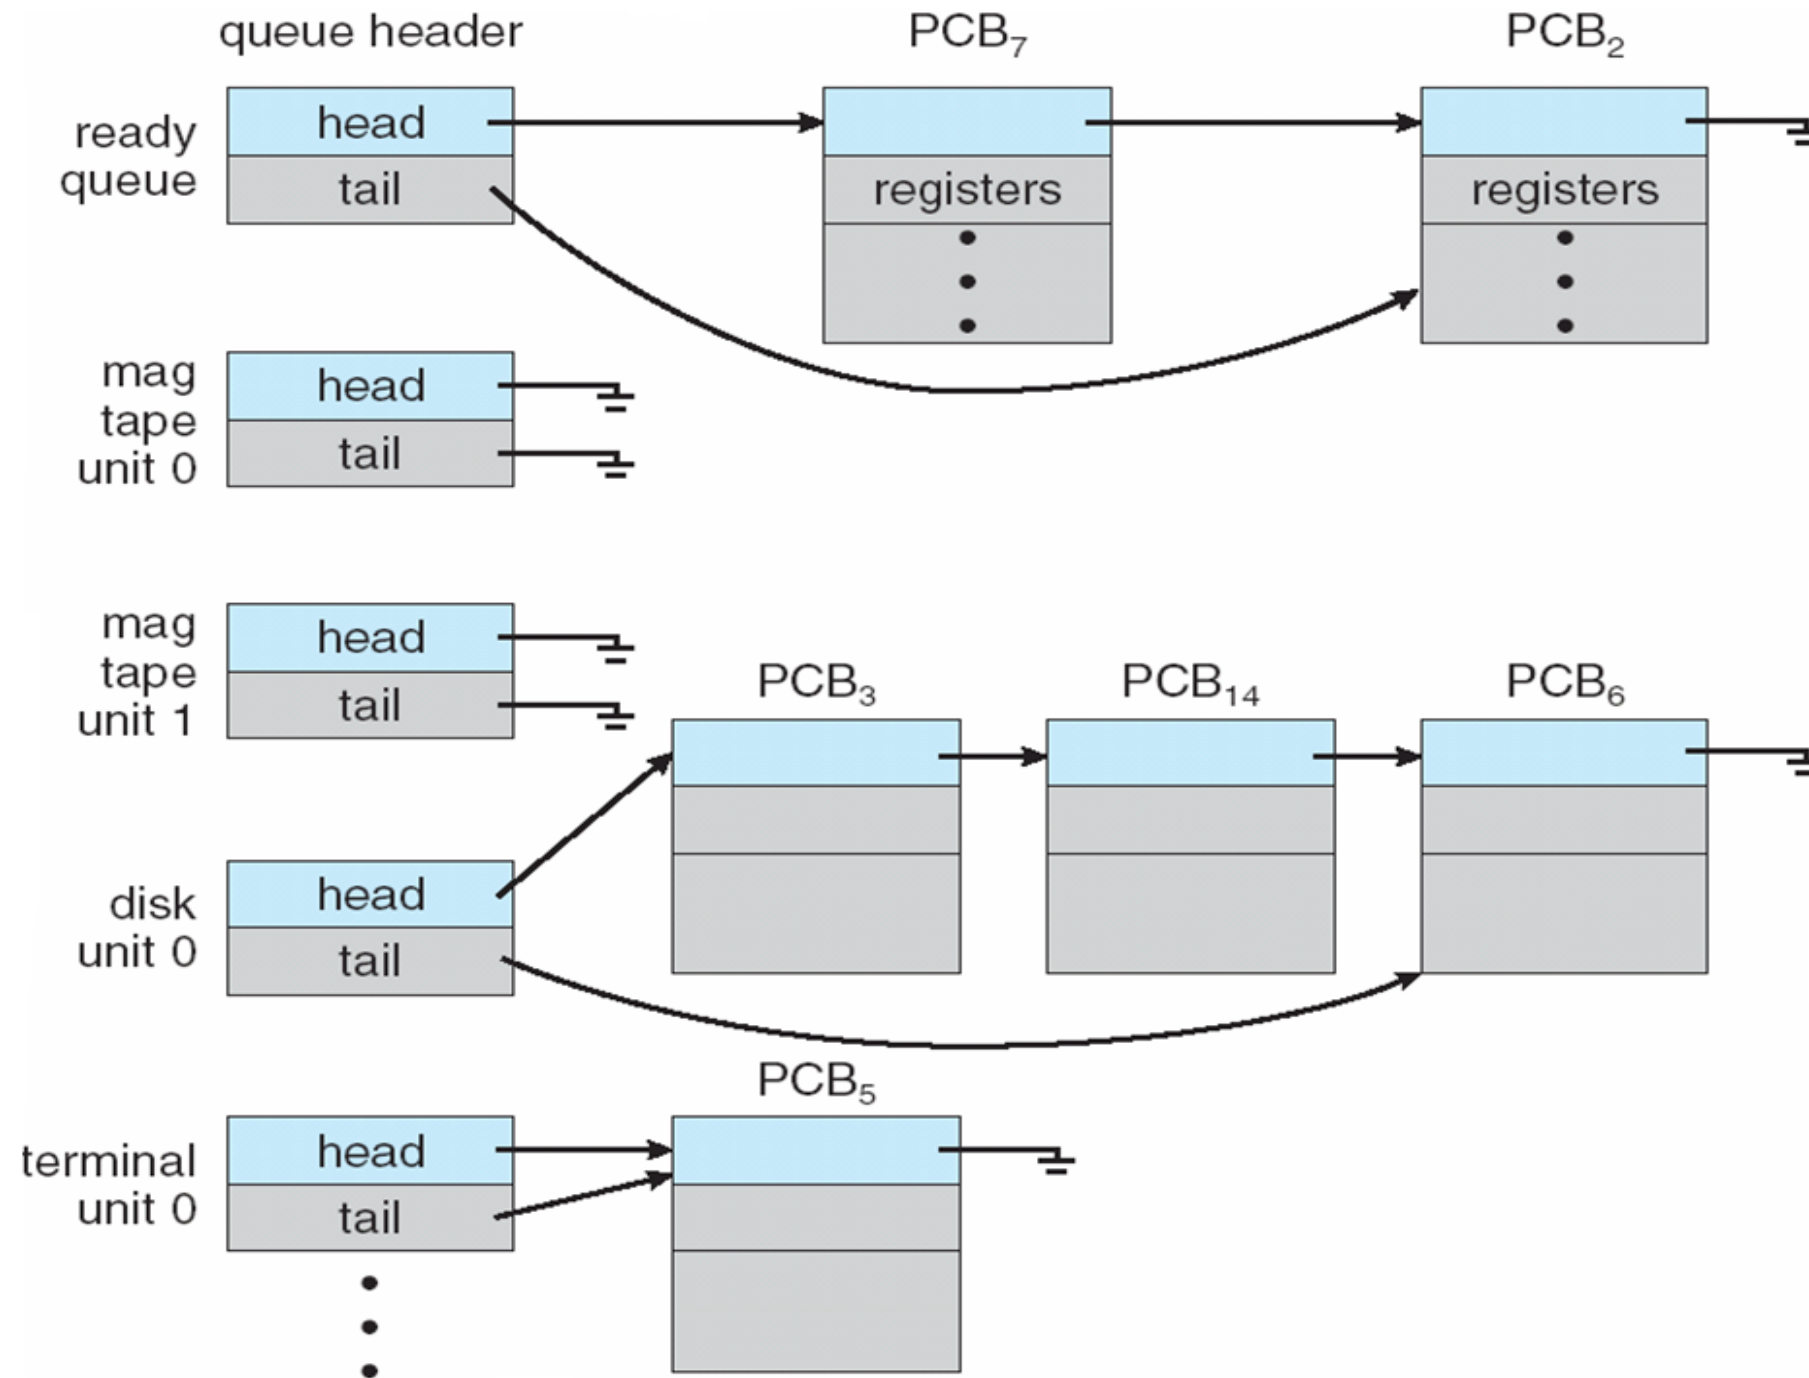 queue header
PCB₇
PCB₂
ready
queue
head
tail
registers
registers
mag
tape
unit 0
head
tail
mag
tape
unit 1
head
tail
PCB₃
PCB₁₄
PCB₆
disk
unit 0
head
tail
PCB₅
terminal
unit 0
head
tail